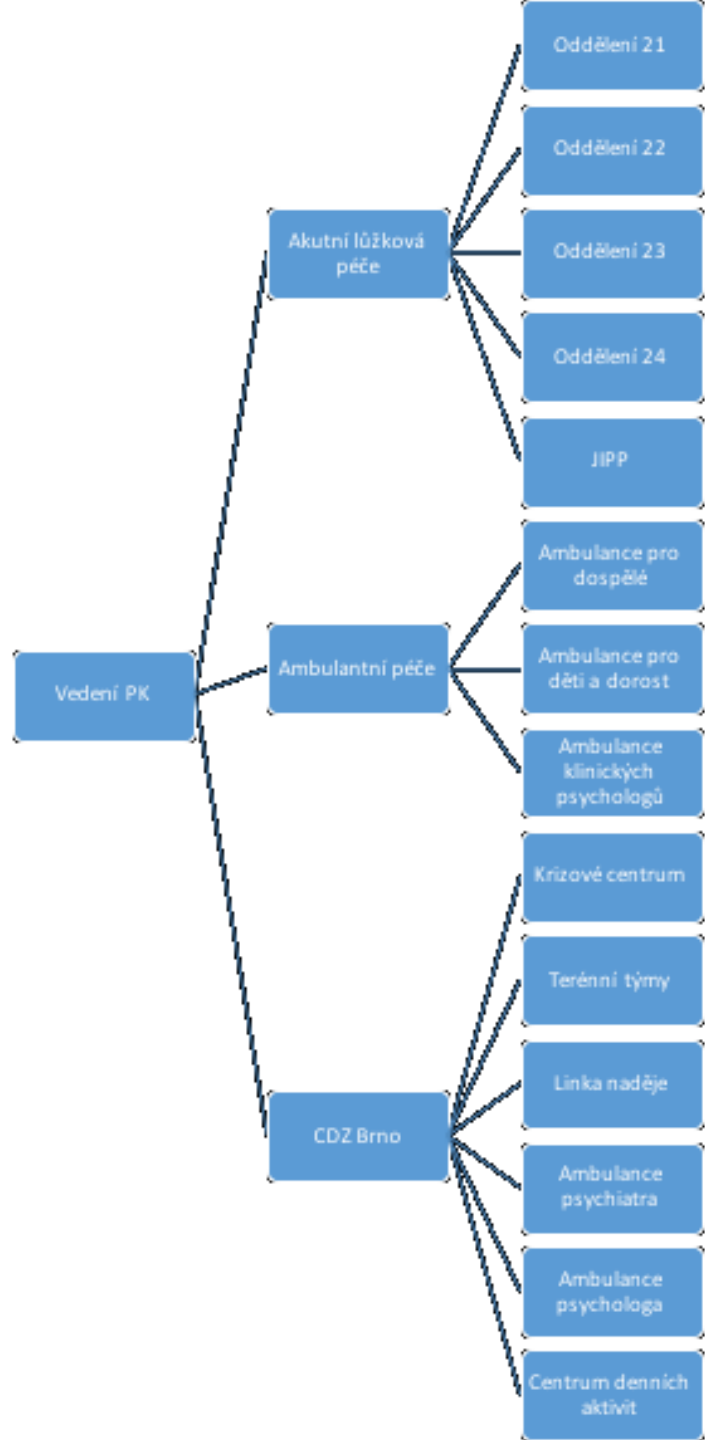 Vedení PK
Akutní lůžková
péče
Oddělení 21
Oddělení 22
Oddělení 23
Oddělení 24
JIPP
Ambulantní péče
Ambulance pro
dospělé
Ambulance pro
děti a dorost
Ambulance
klinických
psychologů
CDZ Brno
Krizové centrum
Terénní týmy
Linka naděje
Ambulance
psychiatra
Ambulance
psychologa
Centrum denních
aktivit